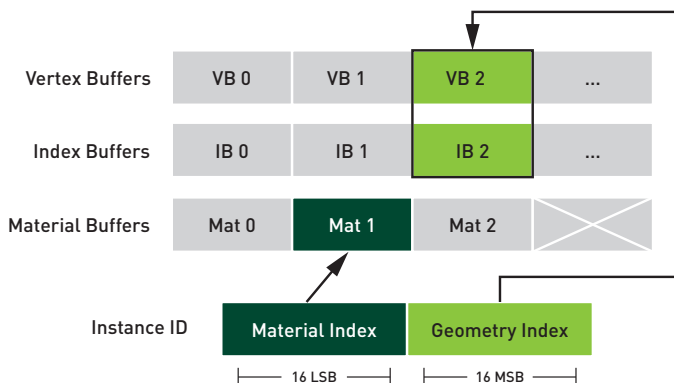 Vertex Buffers VB 0 VB 1 VB 2 ...
Index Buffers IB 0 IB 1 IB 2 ...
Material Buffers Mat 0 Mat 1 Mat 2
Instance ID Material Index Geometry Index
16 LSB 16 MSB